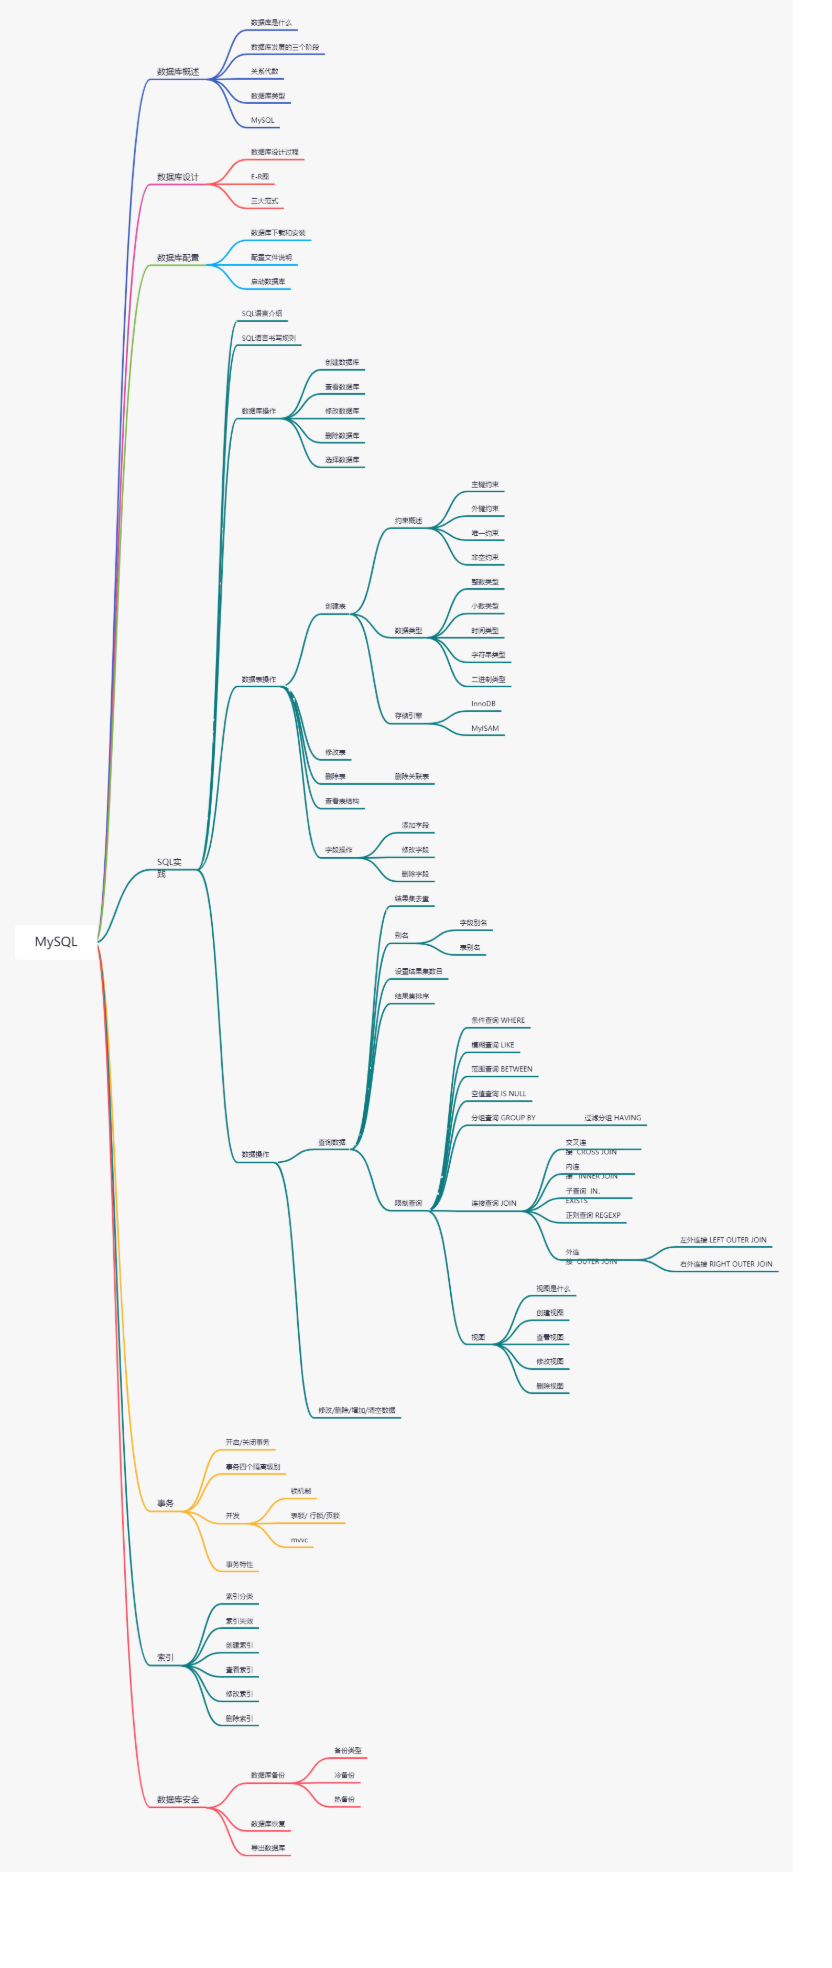 数据库是什么
数据库发展的三个阶段
数据库概述
关系代数
数据库类型
MySQL
数据库设计过程
数据库设计
E-R图
三大范式
数据库下载和安装
数据库配置
配置文件说明
启动数据库
SQL语言介绍
SQL语言书写规则
创建数据库
查看数据库
数据库操作
修改数据库
删除数据库
选择数据库
主键约束
外键约束
约束概述
唯一约束
非空约束
整数类型
创建表
小数类型
数据类型
时间类型
字符串类型
数据表操作
二进制类型
InnoDB
存储引擎
MyISAM
修改表
删除表
删除关联表
查看表结构
添加字段
字段操作
修改字段
删除字段
SQL实
践
结果集去重
字段别名
别名
表别名
MySQL
设置结果集数目
结果集排序
条件查询 WHERE
模糊查询 LIKE
范围查询 BETWEEN
空值查询 IS NULL
分组查询 GROUP BY
过滤分组 HAVING
查询数据
数据操作
交叉连
接 CROSS JOIN
内连
接 INNER JOIN
子查询 IN,
EXISTS
限制查询
连接查询 JOIN
正则查询 REGEXP
左外连接 LEFT OUTER JOIN
外连
接 OUTER JOIN
右外连接 RIGHT OUTER JOIN
视图是什么
创建视图
视图
查看视图
修改视图
删除视图
修改/删除/增加/清空数据
开启/关闭事务
事务四个隔离级别
锁机制
事务
并发
表锁/ 行锁/页锁
mvvc
事务特性
索引分类
索引失效
创建索引
索引
查看索引
修改索引
删除索引
备份类型
数据库备份
冷备份
热备份
数据库安全
数据库恢复
导出数据库